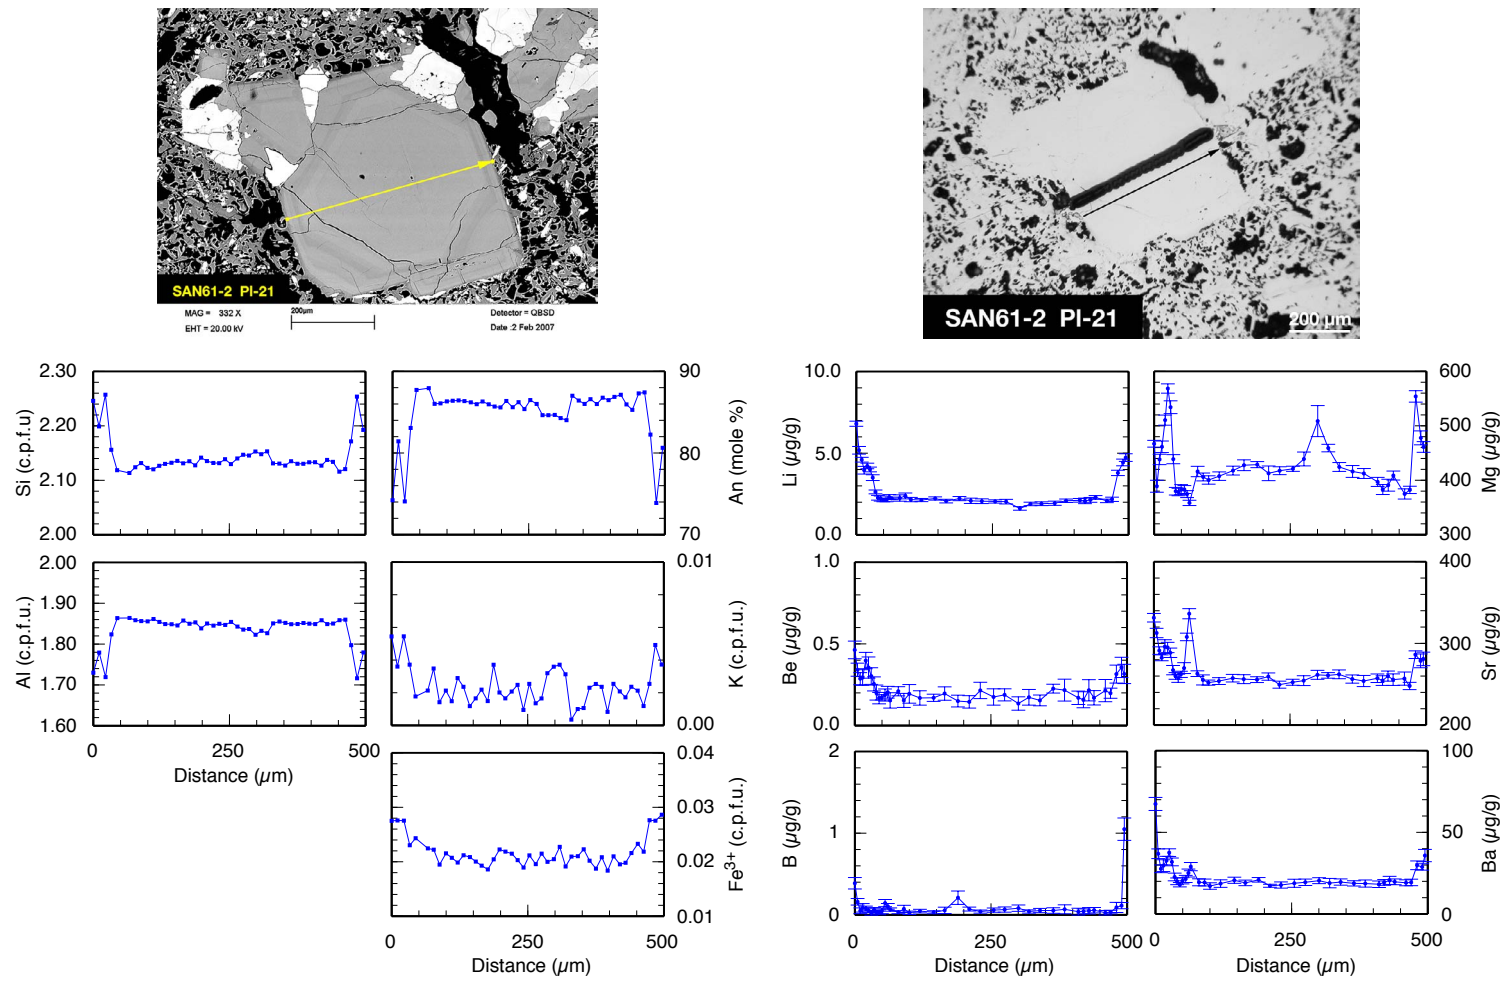 SAN61-2 PI-21
MAG = 332 X
EHT = 20.00 kV
200µm
Detector = QBSD
Date :2 Feb 2007
SAN61-2 PI-21
200 µm
2.30
2.20
2.10
2.00
Si (c.p.f.u)
90
80
70
An (mole %)
10.0
5.0
0.0
Li (µg/g)
600
500
400
300
Mg (µg/g)
2.00
1.90
1.80
1.70
1.60
Al (c.p.f.u.)
0 250 500
Distance (µm)
0.01
0.00
K (c.p.f.u.)
1.0
0.5
0.0
Be (µg/g)
400
300
200
Sr (µg/g)
0.04
0.03
0.02
0.01
Fe3+ (c.p.f.u.)
0 250 500
Distance (µm)
2
1
0
B (µg/g)
0 250 500
Distance (µm)
100
50
0
Ba (µg/g)
0 250 500
Distance (µm)